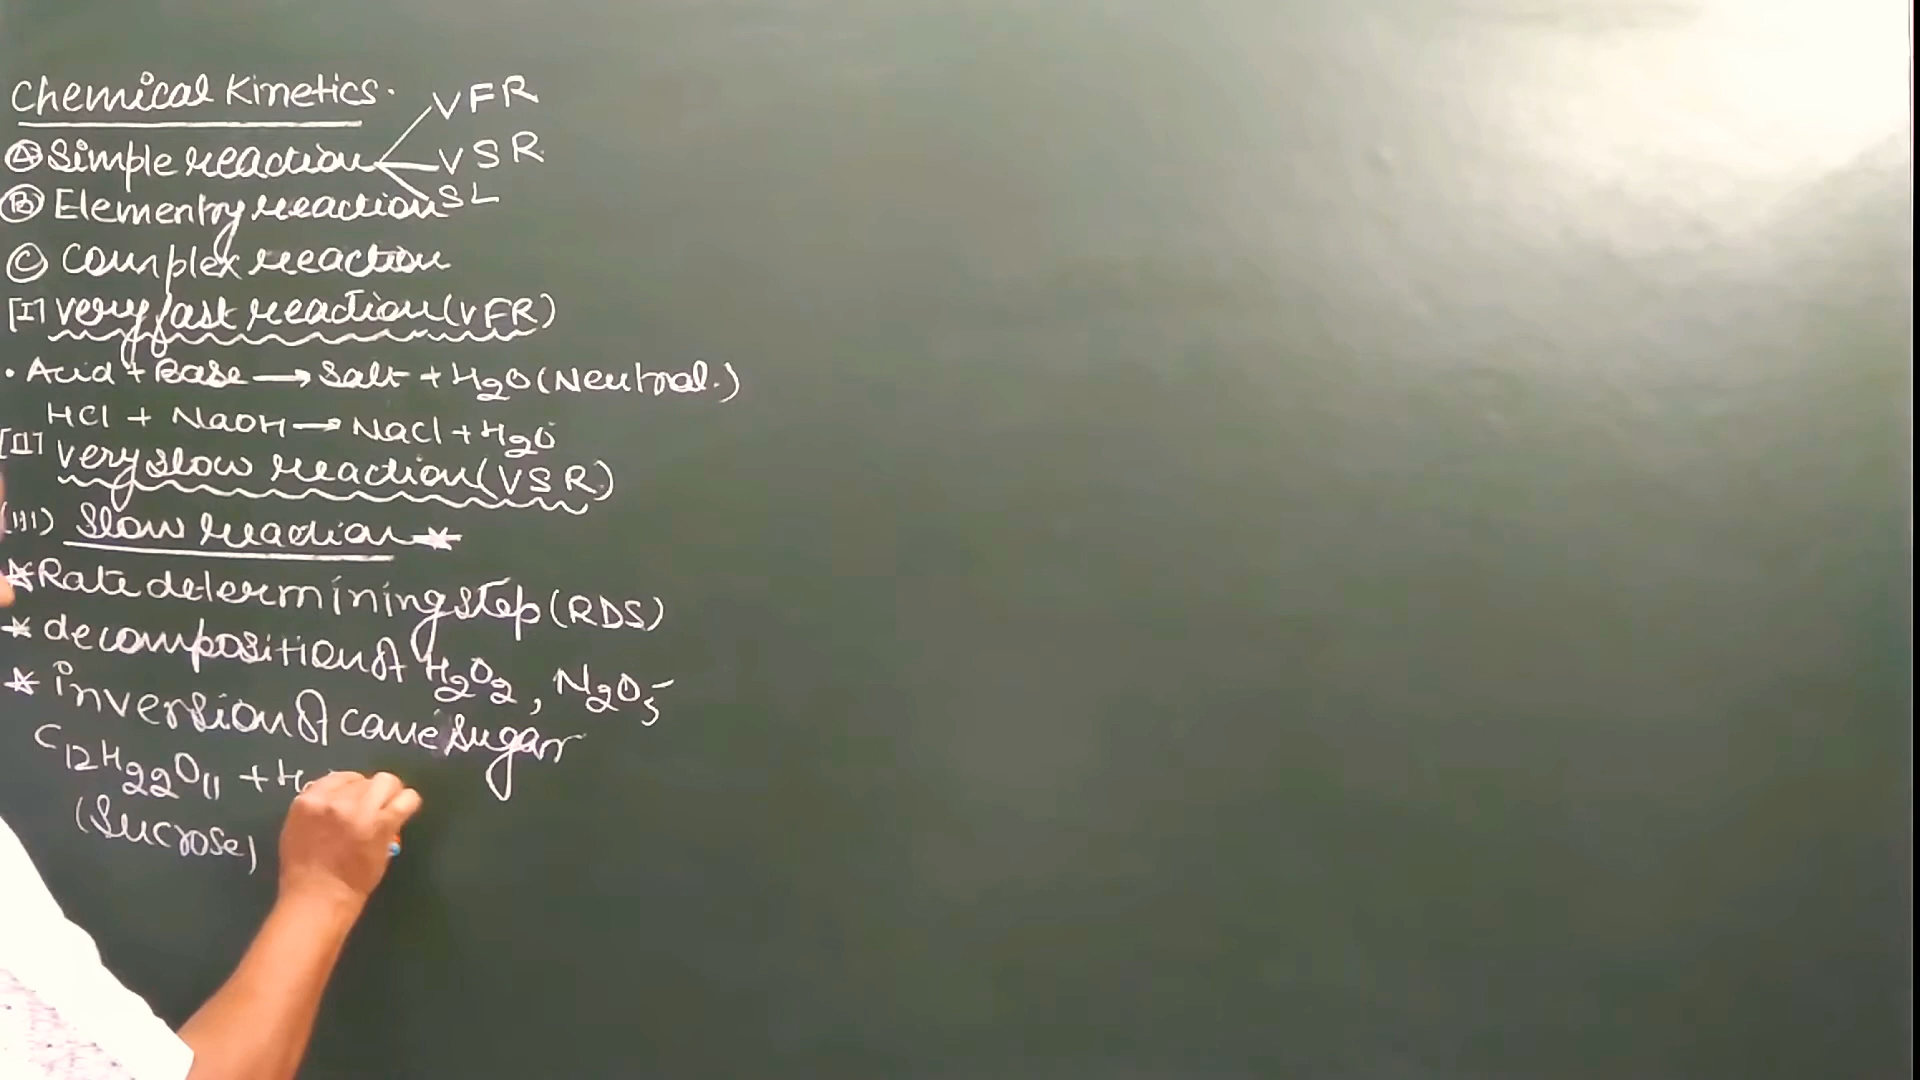 Chemical Kinetics.
VFR
Ⓐ Simple reaction
VSR
SL
Ⓑ Elementry reaction
Ⓒ Complex reaction
[I] very fast reaction (VFR)
• Acid + Base → Salt + H₂O (Neutral.)
HCl + NaOH → NaCl + H₂O
[II] very slow reaction (VSR)
(III) Slow reaction *
* Rate determining step (RDS)
* decomposition of H₂O₂, N₂O₅
* inversion of cane sugar
C₁₂H₂₂O₁₁ + H₂
(Sucrose)